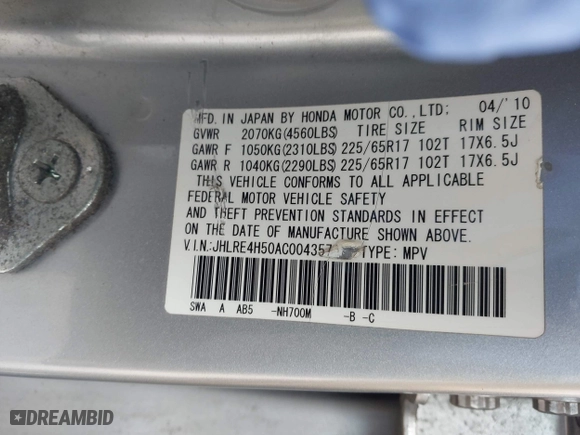 MFD. IN JAPAN BY HONDA MOTOR CO., LTD: 04/'10
GVWR 2070KG(4560LBS) TIRE SIZE RIM SIZE
GAWR F 1050KG(2310LBS) 225/65R17 102T 17X6.5J
GAWR R 1040KG(2290LBS) 225/65R17 102T 17X6.5J
THIS VEHICLE CONFORMS TO ALL APPLICABLE
FEDERAL MOTOR VEHICLE SAFETY
AND THEFT PREVENTION STANDARDS IN EFFECT
ON THE DATE OF MANUFACTURE SHOWN ABOVE.
V.I.N:JHLRE4H50AC004357 TYPE: MPV
SWA A AB5 -NH700M -B -C
DREAMBID